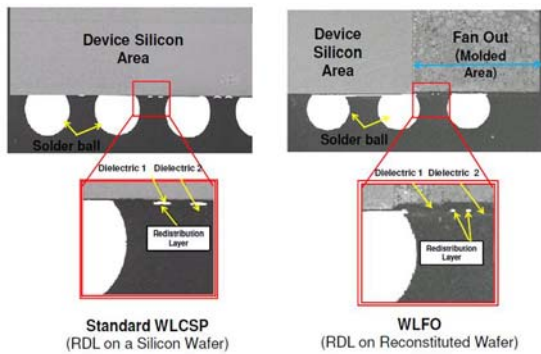 Device Silicon
Area
Solder ball
Dielectric 1 Dielectric 2
Redistribution
Layer
Standard WLCSP
(RDL on a Silicon Wafer)
Device
Silicon
Area
Fan Out
(Molded
Area)
Solder ball
Dielectric 1 Dielectric 2
Redistribution
Layer
WLFO
(RDL on Reconstituted Wafer)